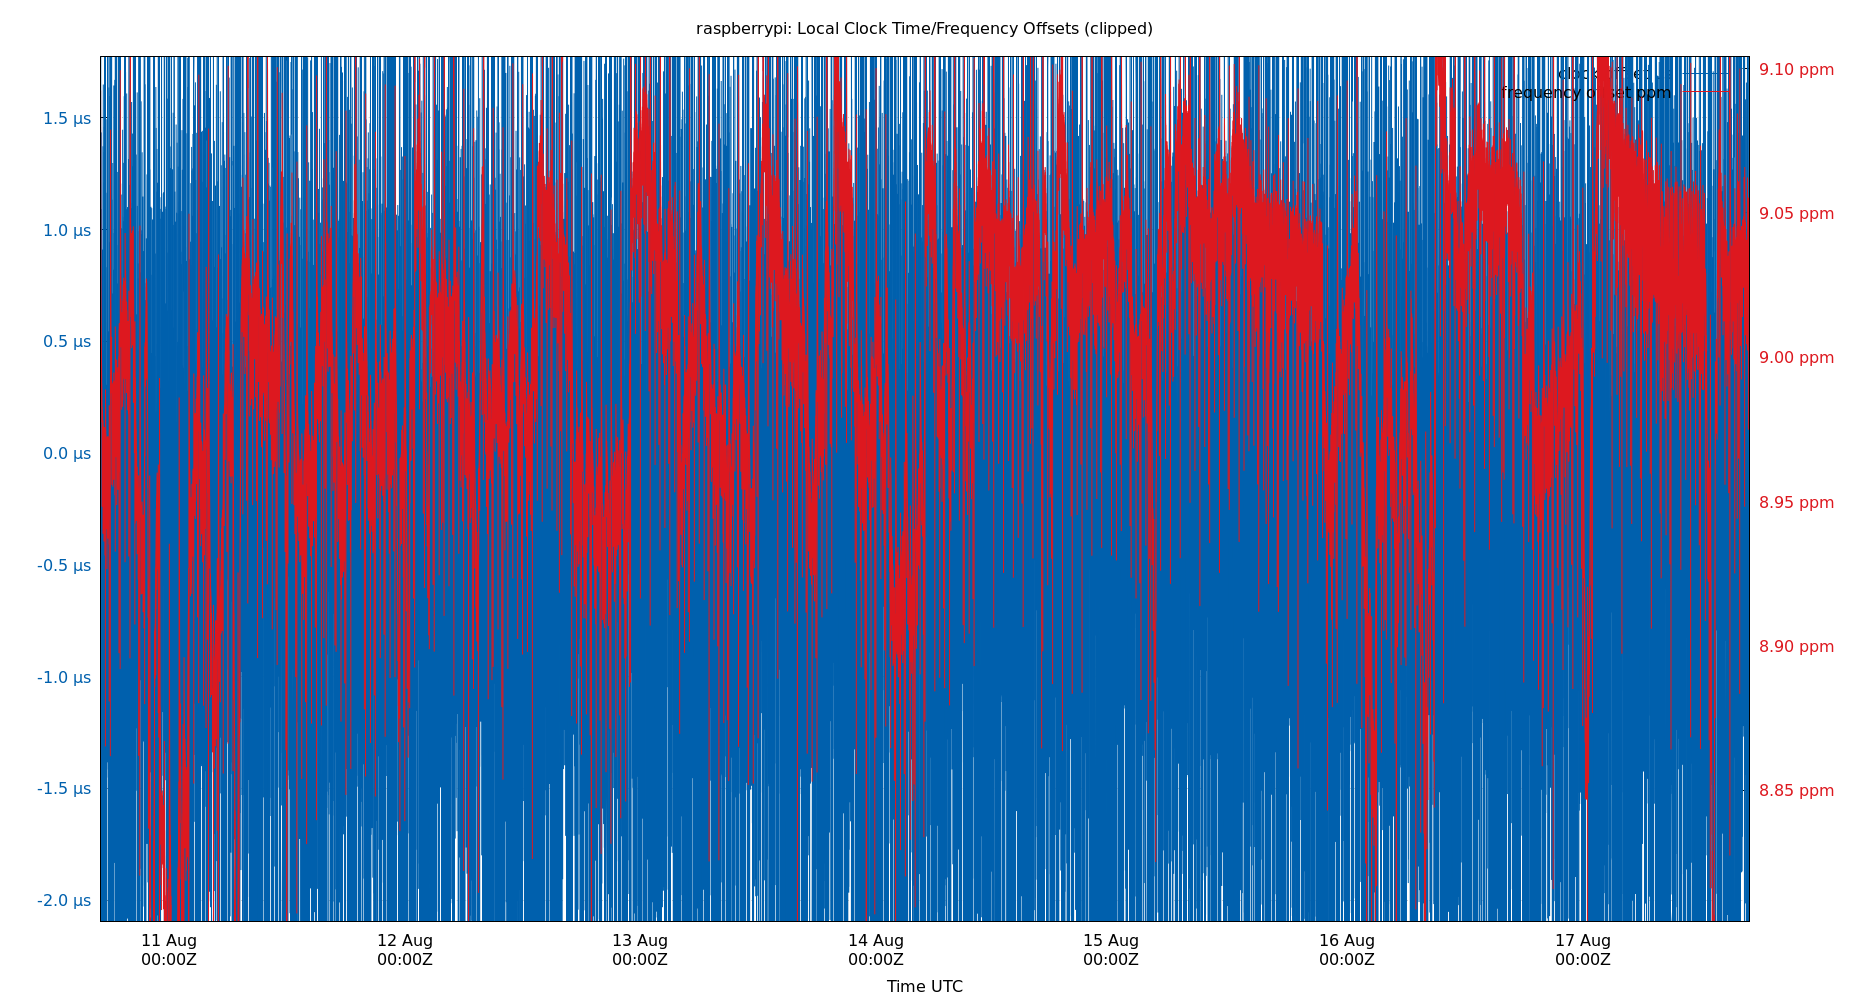 raspberrypi: Local Clock Time/Frequency Offsets (clipped)
9.10 ppm
frequency offset ppm
1.5 µs
1.0 µs
9.05 ppm
0.5 µs
9.00 ppm
0.0 µs
8.95 ppm
-0.5 µs
8.90 ppm
-1.0 µs
-1.5 µs
8.85 ppm
-2.0 µs
11 Aug 12 Aug 13 Aug 14 Aug 15 Aug 16 Aug 17 Aug
00:00Z 00:00Z 00:00Z 00:00Z 00:00Z 00:00Z 00:00Z
Time UTC